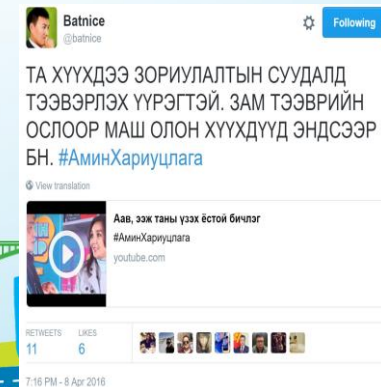 Batnice
@batnice
Following
ТА ХҮҮХДЭЭ ЗОРИУЛАЛТЫН СУУДАЛД
ТЭЭВЭРЛЭХ ҮҮРЭГТЭЙ. ЗАМ ТЭЭВРИЙН
ОСЛООР МАШ ОЛОН ХҮҮХДҮҮД ЭНДСЭЭР
БН. #АминХариуцлага
View translation
Аав, ээж таны үзэх ёстой бичлэг
#АминХариуцлага
youtube.com
RETWEETS LIKES
11 6
7:16 PM - 8 Apr 2016